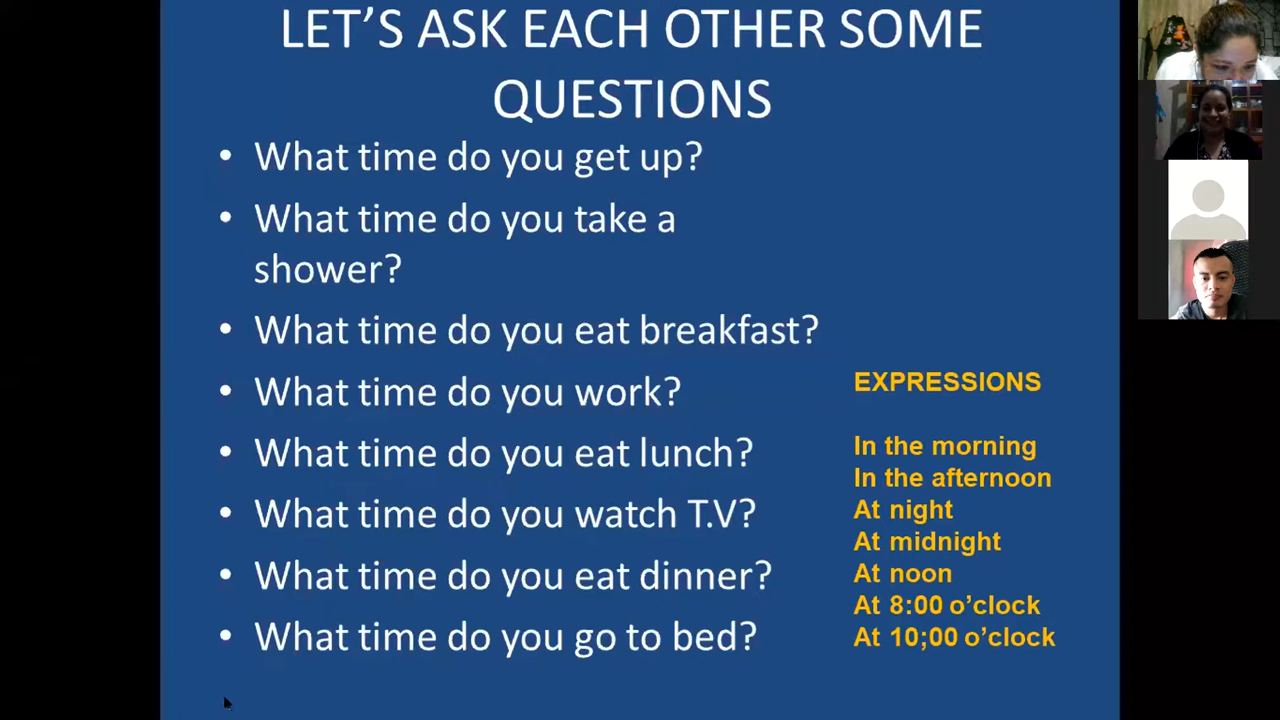 LET’S ASK EACH OTHER SOME
QUESTIONS
• What time do you get up?
• What time do you take a
shower?
• What time do you eat breakfast?
• What time do you work?
• What time do you eat lunch?
• What time do you watch T.V?
• What time do you eat dinner?
• What time do you go to bed?
EXPRESSIONS
In the morning
In the afternoon
At night
At midnight
At noon
At 8:00 o’clock
At 10;00 o’clock